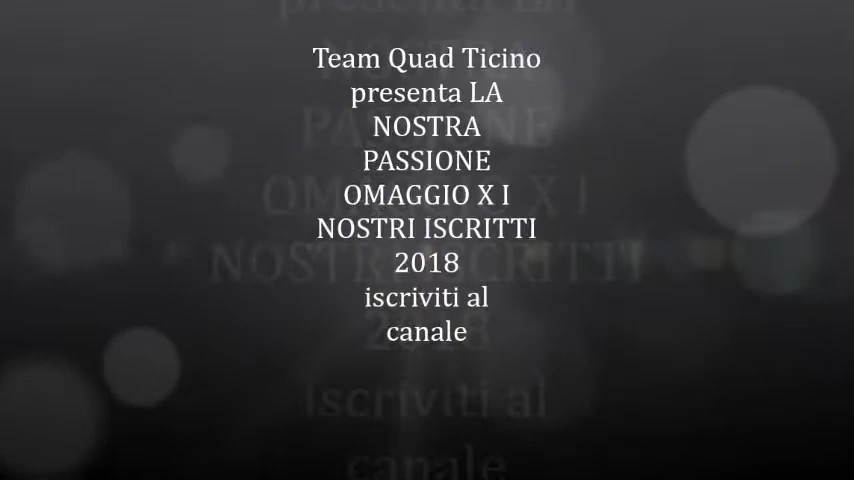 Team Quad Ticino
presenta LA
NOSTRA
PASSIONE
OMAGGIO X I
NOSTRI ISCRITTI
2018
iscriviti al
canale